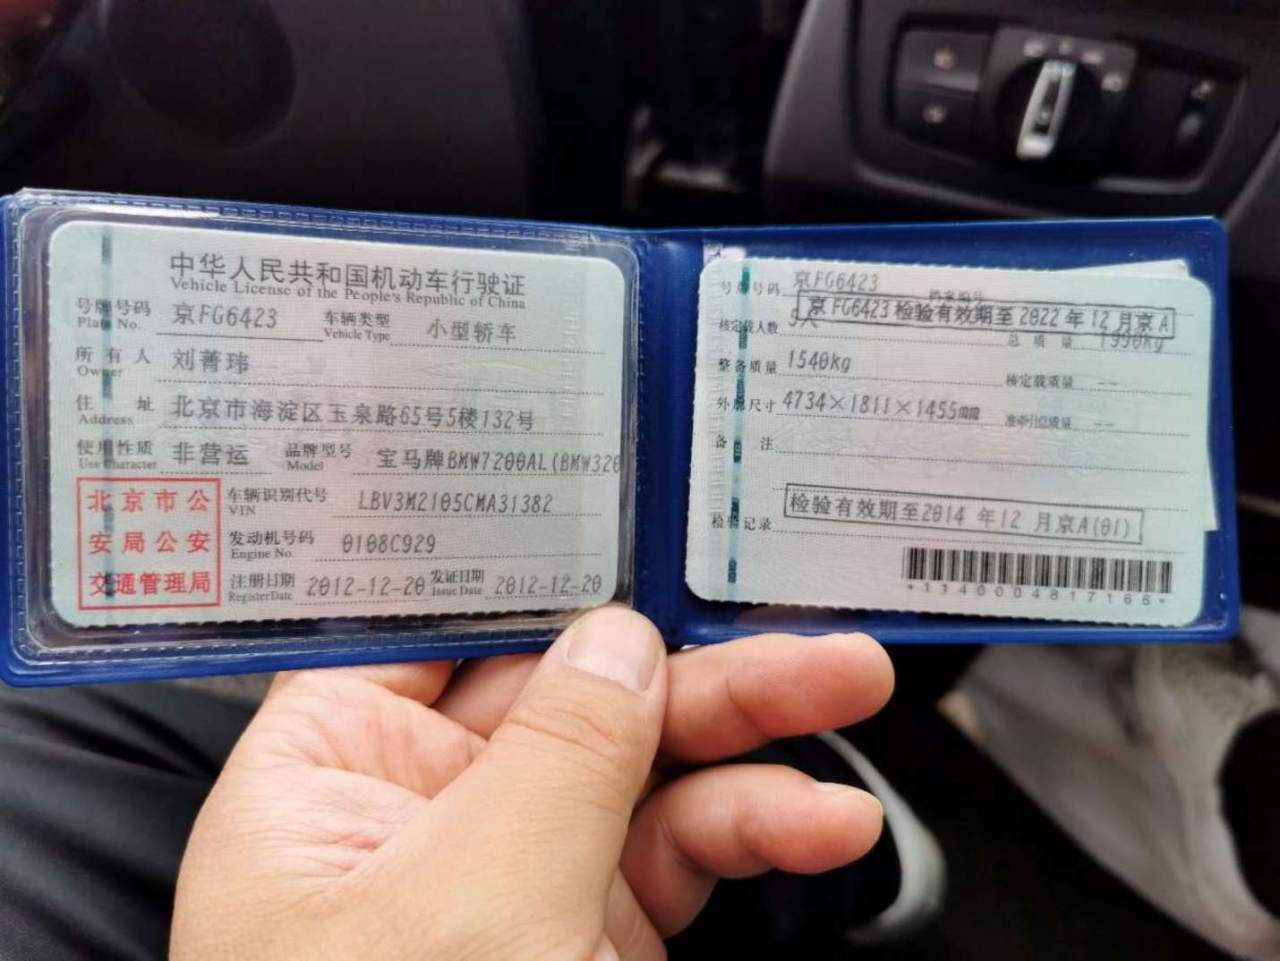 中华人民共和国机动车行驶证
Vehicle License of the People's Republic of China
号牌号码 京FG6423 车辆类型 小型轿车
Plate No. Vehicle Type
所有人 刘菁玮
Owner
住址 北京市海淀区玉泉路65号5楼132号
Address
使用性质 非营运 品牌型号 宝马牌BMW7200AL(BMW320
Use Character Model
北京市公
安局公安
交通管理局
车辆识别代号 LBV3M2105CMA31382
VIN
发动机号码 0108C929
Engine No.
注册日期 2012-12-20 发证日期 2012-12-20
Register Date Issue Date
号牌号码 京FG6423 档案编号
京FG6423检验有效期至2022年12月京A
核定载人数 5人 总质量 1990kg
整备质量 1540kg 核定载质量 --
外廓尺寸 4734×1811×1455mm 准牵引总质量 --
备注
检验有效期至2014 年12 月京A(01)
检验记录
*1140004817166*